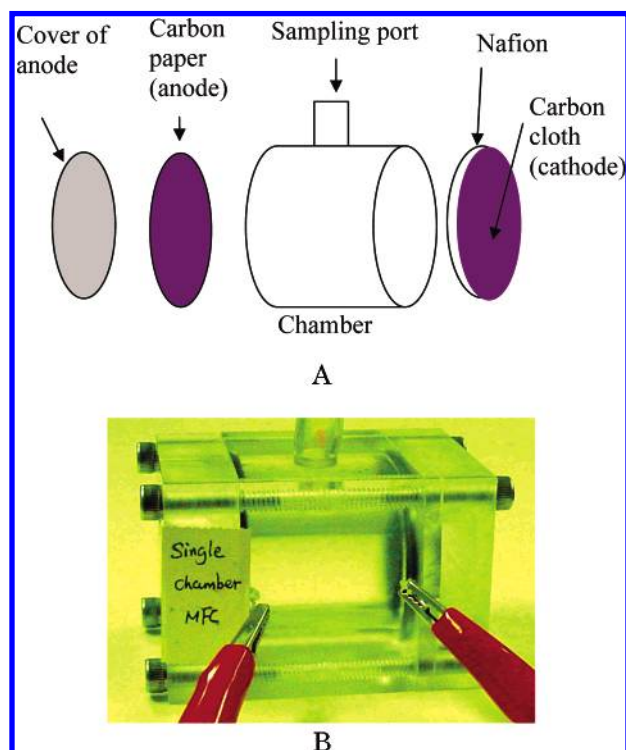 Cover of
anode
Carbon
paper
(anode)
Sampling port
Nafion
Carbon
cloth
(cathode)
Chamber
A
Single
chamber
MFC
B